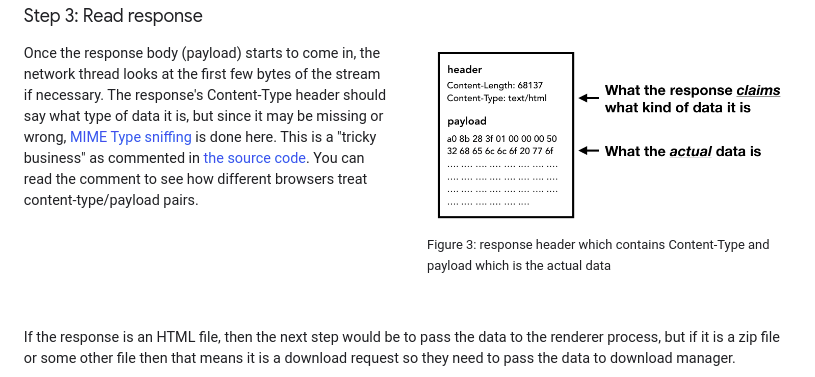 Step 3: Read response
Once the response body (payload) starts to come in, the
network thread looks at the first few bytes of the stream
if necessary. The response's Content-Type header should
say what type of data it is, but since it may be missing or
wrong, MIME Type sniffing is done here. This is a "tricky
business" as commented in the source code. You can
read the comment to see how different browsers treat
content-type/payload pairs.
header
Content-Length: 68137
Content-Type: text/html
payload
a0 8b 28 3f 01 00 00 00 50
32 68 65 6c 6c 6f 20 77 6f
.... .... .... .... .... .... ....
.... .... .... .... .... .... ....
.... .... .... .... .... .... ....
.... .... .... .... ....
What the response claims
what kind of data it is
What the actual data is
Figure 3: response header which contains Content-Type and
payload which is the actual data
If the response is an HTML file, then the next step would be to pass the data to the renderer process, but if it is a zip file
or some other file then that means it is a download request so they need to pass the data to download manager.